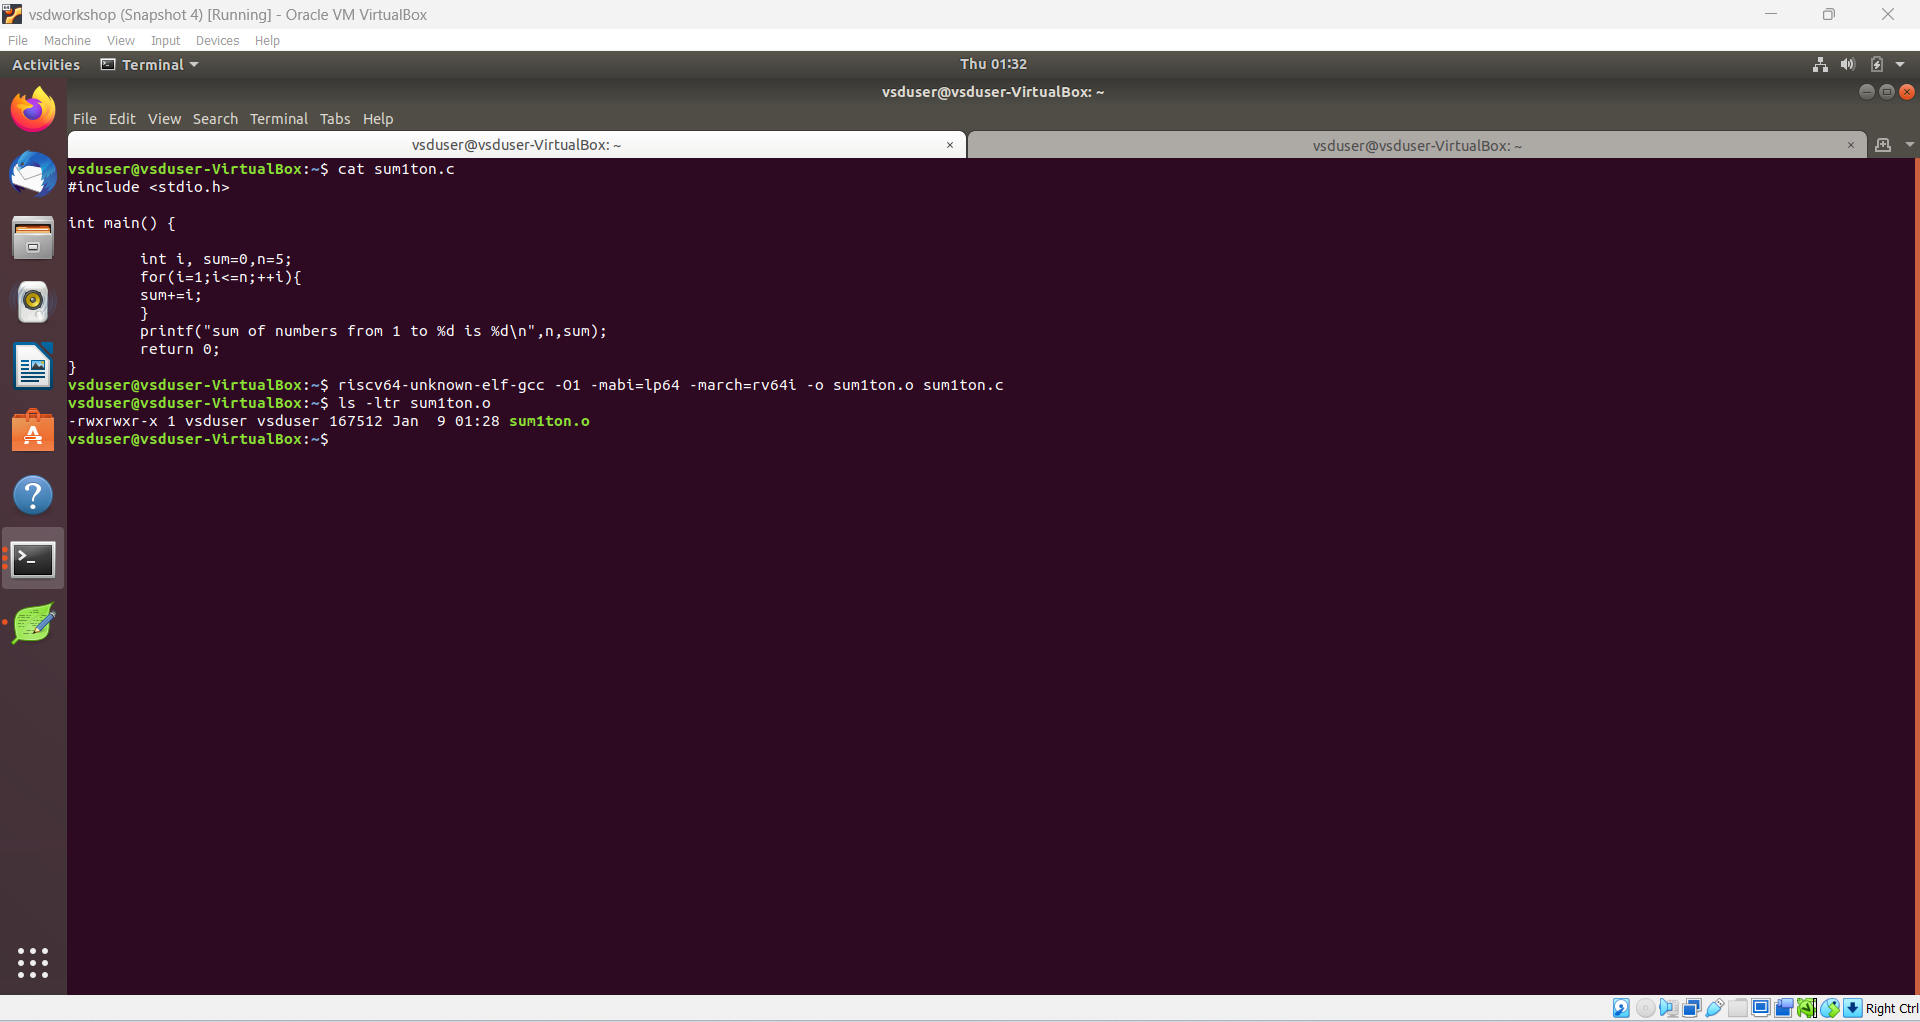 vsdworkshop (Snapshot 4) [Running] - Oracle VM VirtualBox
File Machine View Input Devices Help
Activities Terminal Thu 01:32
vsduser@vsduser-VirtualBox: ~
File Edit View Search Terminal Tabs Help
vsduser@vsduser-VirtualBox: ~ × vsduser@vsduser-VirtualBox: ~ ×
vsduser@vsduser-VirtualBox:~$ cat sum1ton.c
#include <stdio.h>
int main() {
int i, sum=0,n=5;
for(i=1;i<=n;++i){
sum+=i;
}
printf("sum of numbers from 1 to %d is %d\n",n,sum);
return 0;
}
vsduser@vsduser-VirtualBox:~$ riscv64-unknown-elf-gcc -O1 -mabi=lp64 -march=rv64i -o sum1ton.o sum1ton.c
vsduser@vsduser-VirtualBox:~$ ls -ltr sum1ton.o
-rwxrwxr-x 1 vsduser vsduser 167512 Jan  9 01:28 sum1ton.o
vsduser@vsduser-VirtualBox:~$
Right Ctrl